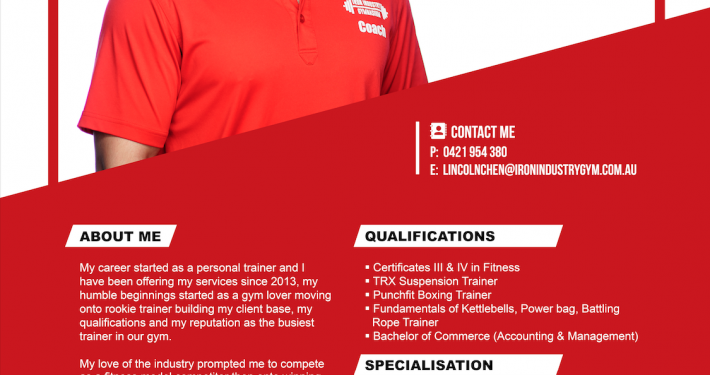 Coach
CONTACT ME
P: 0421 954 380
E: LINCOLNCHEN@IRONINDUSTRYGYM.COM.AU
ABOUT ME
My career started as a personal trainer and I
have been offering my services since 2013, my
humble beginnings started as a gym lover moving
onto rookie trainer building my client base, my
qualifications and my reputation as the busiest
trainer in our gym.
My love of the industry prompted me to compete
QUALIFICATIONS
▪ Certificates III & IV in Fitness
▪ TRX Suspension Trainer
▪ Punchfit Boxing Trainer
▪ Fundamentals of Kettlebells, Power bag, Battling
Rope Trainer
▪ Bachelor of Commerce (Accounting & Management)
SPECIALISATION